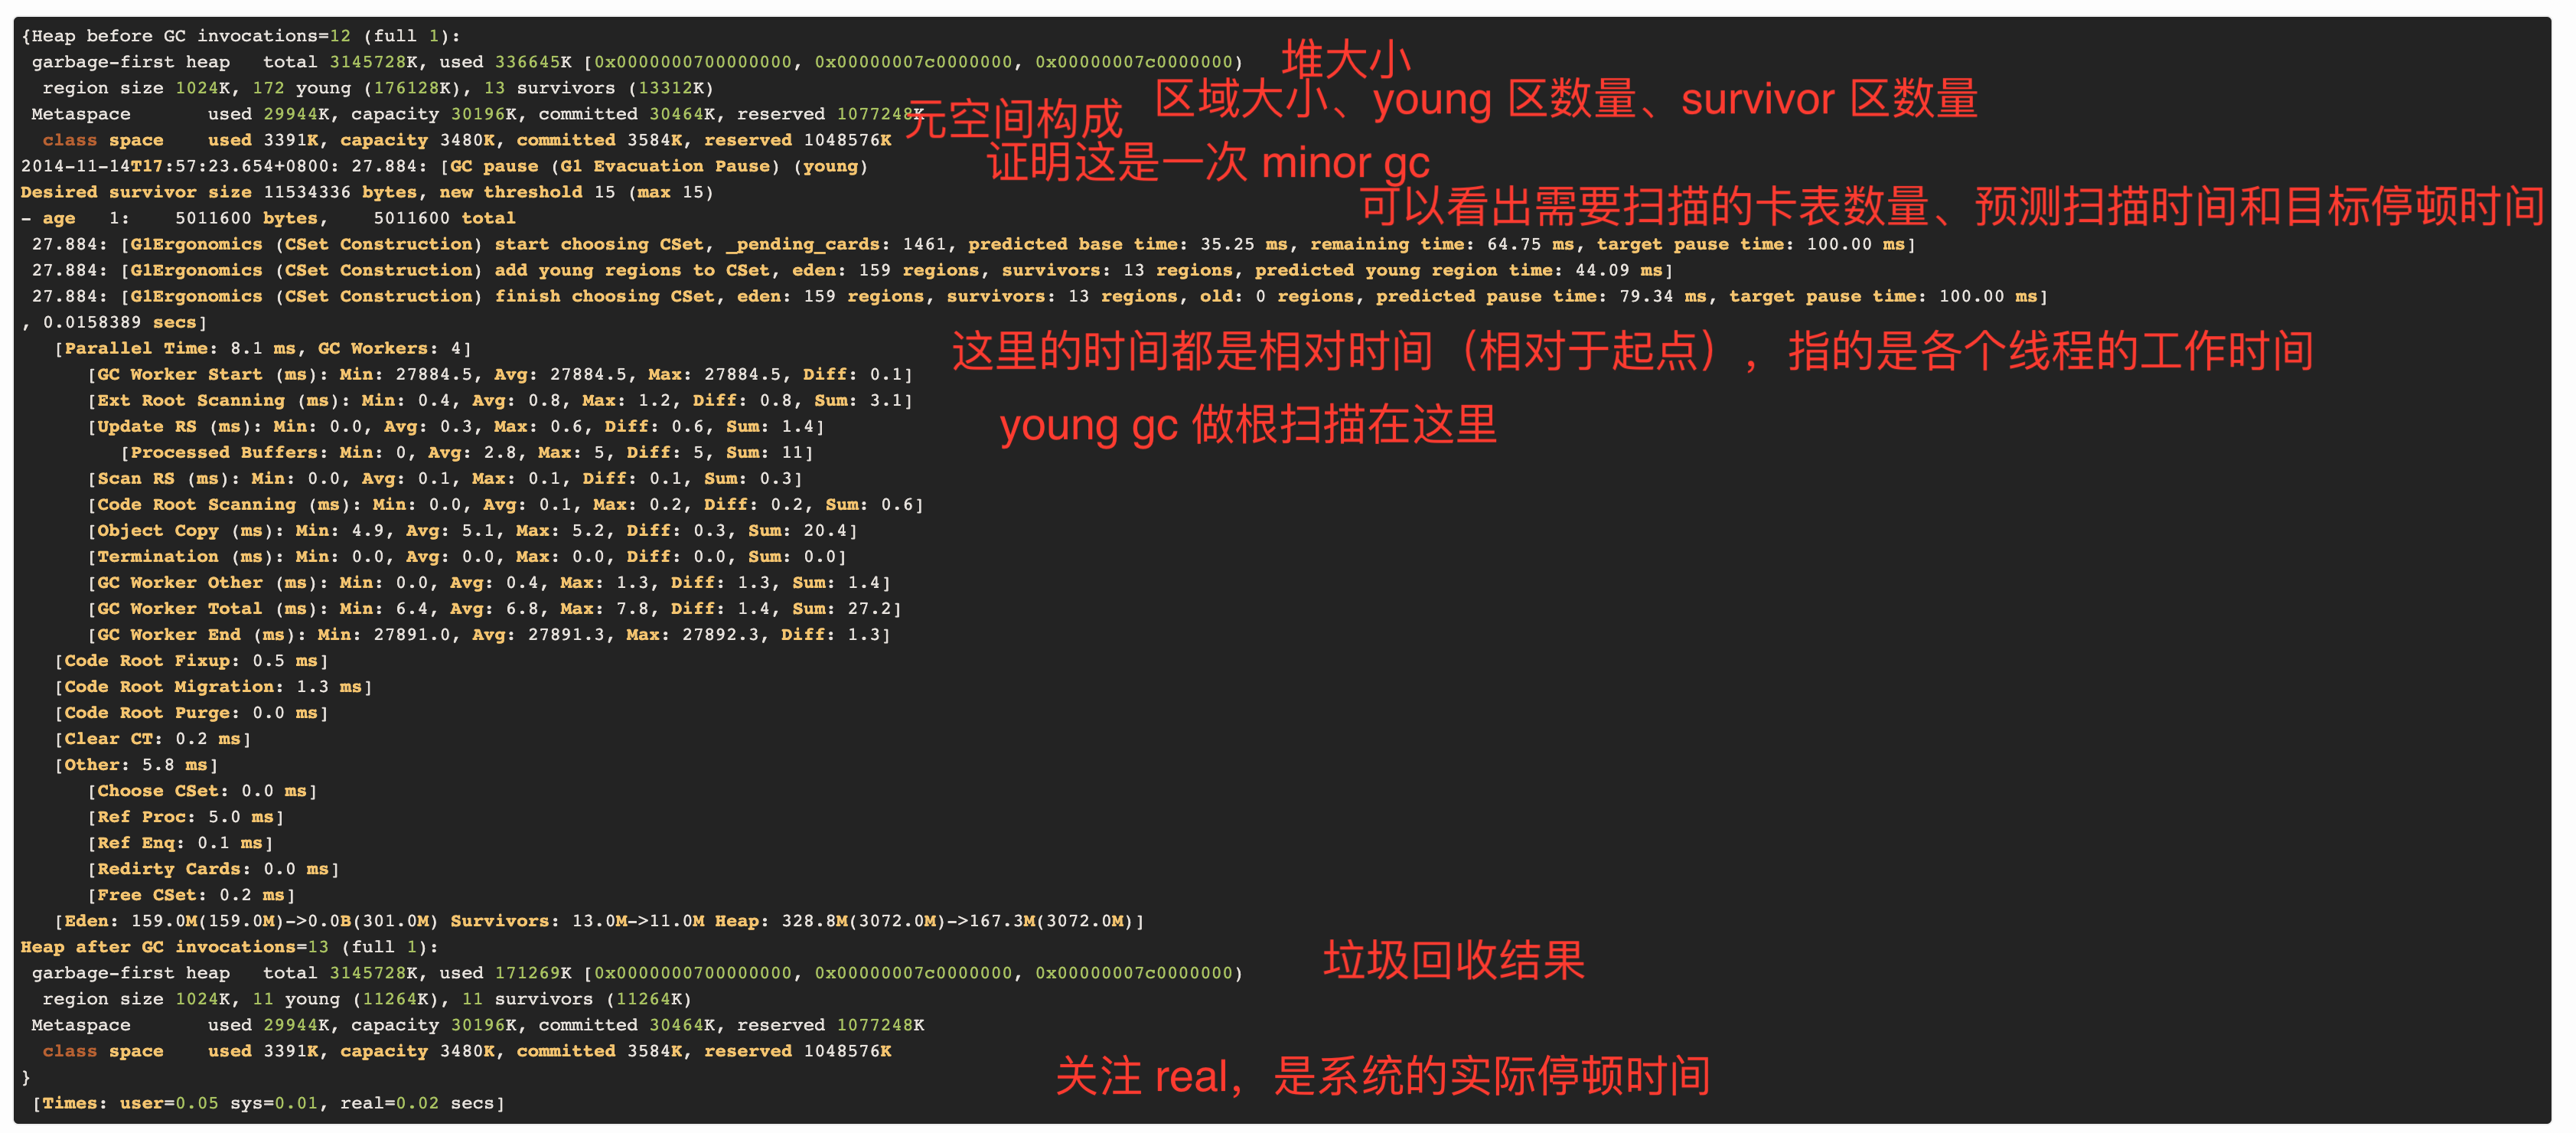 {Heap before GC invocations=12 (full 1):
garbage-first heap   total 3145728K, used 336645K [0x0000000700000000, 0x00000007c0000000, 0x00000007c0000000)
堆大小
region size 1024K, 172 young (176128K), 13 survivors (13312K)
区域大小、young 区数量、survivor 区数量
Metaspace       used 29944K, capacity 30196K, committed 30464K, reserved 1077248K
元空间构成
class space    used 3391K, capacity 3480K, committed 3584K, reserved 1048576K
2014-11-14T17:57:23.654+0800: 27.884: [GC pause (G1 Evacuation Pause) (young)
证明这是一次 minor gc
Desired survivor size 11534336 bytes, new threshold 15 (max 15)
可以看出需要扫描的卡表数量、预测扫描时间和目标停顿时间
- age   1:    5011600 bytes,    5011600 total
27.884: [G1Ergonomics (CSet Construction) start choosing CSet, _pending_cards: 1461, predicted base time: 35.25 ms, remaining time: 64.75 ms, target pause time: 100.00 ms]
27.884: [G1Ergonomics (CSet Construction) add young regions to CSet, eden: 159 regions, survivors: 13 regions, predicted young region time: 44.09 ms]
27.884: [G1Ergonomics (CSet Construction) finish choosing CSet, eden: 159 regions, survivors: 13 regions, old: 0 regions, predicted pause time: 79.34 ms, target pause time: 100.00 ms]
, 0.0158389 secs]
[Parallel Time: 8.1 ms, GC Workers: 4]
这里的时间都是相对时间（相对于起点），指的是各个线程的工作时间
[GC Worker Start (ms): Min: 27884.5, Avg: 27884.5, Max: 27884.5, Diff: 0.1]
[Ext Root Scanning (ms): Min: 0.4, Avg: 0.8, Max: 1.2, Diff: 0.8, Sum: 3.1]
[Update RS (ms): Min: 0.0, Avg: 0.3, Max: 0.6, Diff: 0.6, Sum: 1.4]
young gc 做根扫描在这里
[Processed Buffers: Min: 0, Avg: 2.8, Max: 5, Diff: 5, Sum: 11]
[Scan RS (ms): Min: 0.0, Avg: 0.1, Max: 0.1, Diff: 0.1, Sum: 0.3]
[Code Root Scanning (ms): Min: 0.0, Avg: 0.1, Max: 0.2, Diff: 0.2, Sum: 0.6]
[Object Copy (ms): Min: 4.9, Avg: 5.1, Max: 5.2, Diff: 0.3, Sum: 20.4]
[Termination (ms): Min: 0.0, Avg: 0.0, Max: 0.0, Diff: 0.0, Sum: 0.0]
[GC Worker Other (ms): Min: 0.0, Avg: 0.4, Max: 1.3, Diff: 1.3, Sum: 1.4]
[GC Worker Total (ms): Min: 6.4, Avg: 6.8, Max: 7.8, Diff: 1.4, Sum: 27.2]
[GC Worker End (ms): Min: 27891.0, Avg: 27891.3, Max: 27892.3, Diff: 1.3]
[Code Root Fixup: 0.5 ms]
[Code Root Migration: 1.3 ms]
[Code Root Purge: 0.0 ms]
[Clear CT: 0.2 ms]
[Other: 5.8 ms]
[Choose CSet: 0.0 ms]
[Ref Proc: 5.0 ms]
[Ref Enq: 0.1 ms]
[Redirty Cards: 0.0 ms]
[Free CSet: 0.2 ms]
[Eden: 159.0M(159.0M)->0.0B(301.0M) Survivors: 13.0M->11.0M Heap: 328.8M(3072.0M)->167.3M(3072.0M)]
Heap after GC invocations=13 (full 1):
垃圾回收结果
garbage-first heap   total 3145728K, used 171269K [0x0000000700000000, 0x00000007c0000000, 0x00000007c0000000)
region size 1024K, 11 young (11264K), 11 survivors (11264K)
Metaspace       used 29944K, capacity 30196K, committed 30464K, reserved 1077248K
class space    used 3391K, capacity 3480K, committed 3584K, reserved 1048576K
关注 real，是系统的实际停顿时间
}
[Times: user=0.05 sys=0.01, real=0.02 secs]